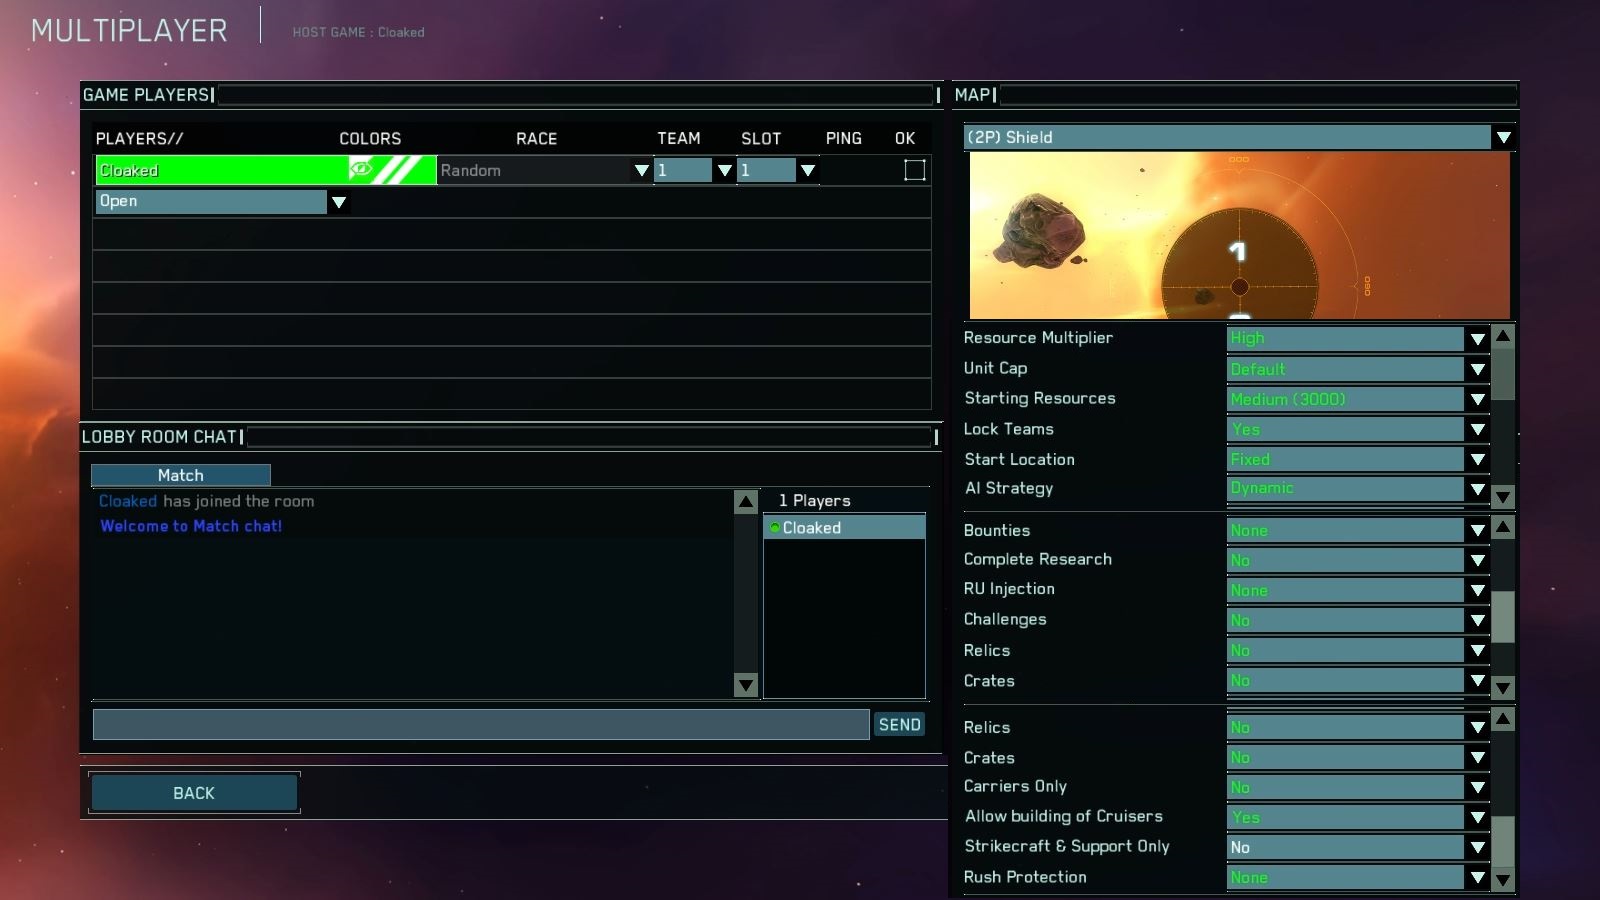 MULTIPLAYER
HOST GAME : Cloaked
GAME PLAYERS
PLAYERS// COLORS RACE TEAM SLOT PING OK
Cloaked Random 1 1
Open
LOBBY ROOM CHAT
Match
Cloaked has joined the room
Welcome to Match chat!
1 Players
Cloaked
SEND
BACK
MAP
(2P) Shield
000
1
090
Resource Multiplier High
Unit Cap Default
Starting Resources Medium (3000)
Lock Teams Yes
Start Location Fixed
AI Strategy Dynamic
Bounties None
Complete Research No
RU Injection None
Challenges No
Relics No
Crates No
Relics No
Crates No
Carriers Only No
Allow building of Cruisers Yes
Strikecraft & Support Only No
Rush Protection None